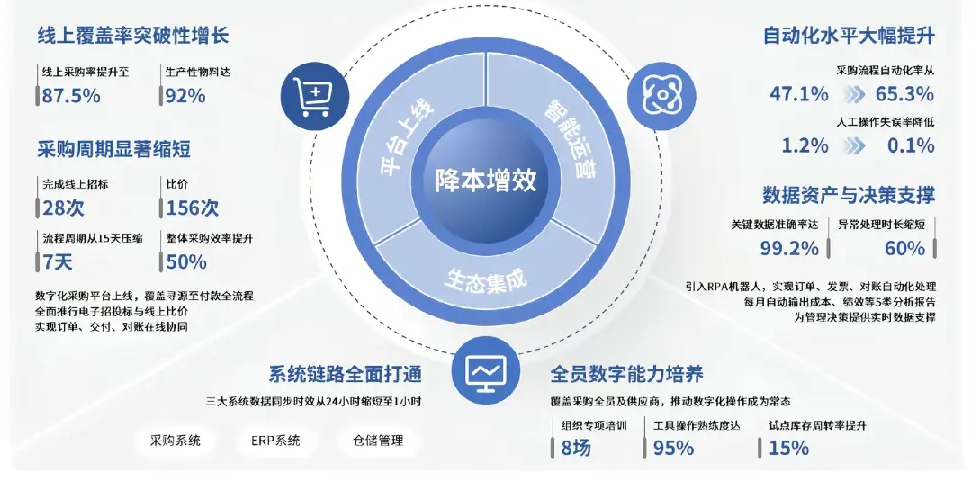 线上覆盖率突破性增长
线上采购率提升至
87.5%
生产性物料达
92%
采购周期显著缩短
完成线上招标
28次
比价
156次
流程周期从15天压缩
7天
整体采购效率提升
50%
数字化采购平台上线，覆盖寻源至付款全流程
全面推行电子招投标与线上比价
实现订单、交付、对账在线协同
平台上线
智能运营
生态集成
降本增效
自动化水平大幅提升
采购流程自动化率从
47.1%
65.3%
人工操作失误率降低
1.2%
0.1%
数据资产与决策支撑
关键数据准确率达
99.2%
异常处理时长缩短
60%
引入RPA机器人，实现订单、发票、对账自动化处理
每月自动输出成本、绩效等5类分析报告
为管理决策提供实时数据支撑
系统链路全面打通
三大系统数据同步时效从24小时缩短至1小时
采购系统
ERP系统
仓储管理
全员数字能力培养
覆盖采购全员及供应商，推动数字化操作成为常态
组织专项培训
8场
工具操作熟练度达
95%
试点库存周转率提升
15%